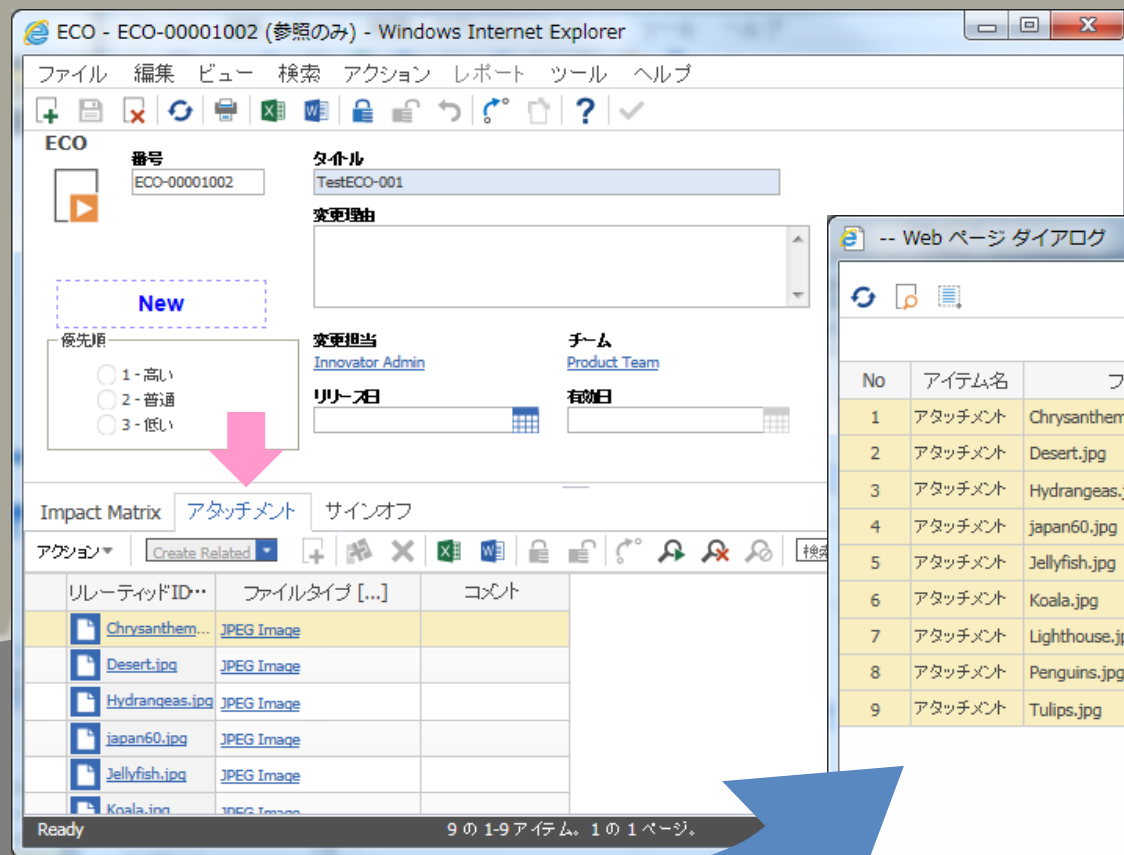 ECO - ECO-00001002 (参照のみ) - Windows Internet Explorer
ファイル 編集 ビュー 検索 アクション レポート ツール ヘルプ
ECO
番号
ECO-00001002
タイトル
TestECO-001
変更理由
New
優先順
1 - 高い
2 - 普通
3 - 低い
変更担当
Innovator Admin
チーム
Product Team
リリース日
有効日
Impact Matrix アタッチメント サインオフ
アクション Create Related 検索
リレーティッドID… ファイルタイプ [...] コメント
Chrysanthem... JPEG Image
Desert.jpg JPEG Image
Hydrangeas.jpg JPEG Image
japan60.jpg JPEG Image
Jellyfish.jpg JPEG Image
Koala.jpg JPEG Image
Ready 9 の 1-9 アイテム。1 の 1 ページ。
-- Web ページ ダイアログ
No アイテム名 フ
1 アタッチメント Chrysanthem
2 アタッチメント Desert.jpg
3 アタッチメント Hydrangeas.j
4 アタッチメント japan60.jpg
5 アタッチメント Jellyfish.jpg
6 アタッチメント Koala.jpg
7 アタッチメント Lighthouse.jp
8 アタッチメント Penguins.jpg
9 アタッチメント Tulips.jpg